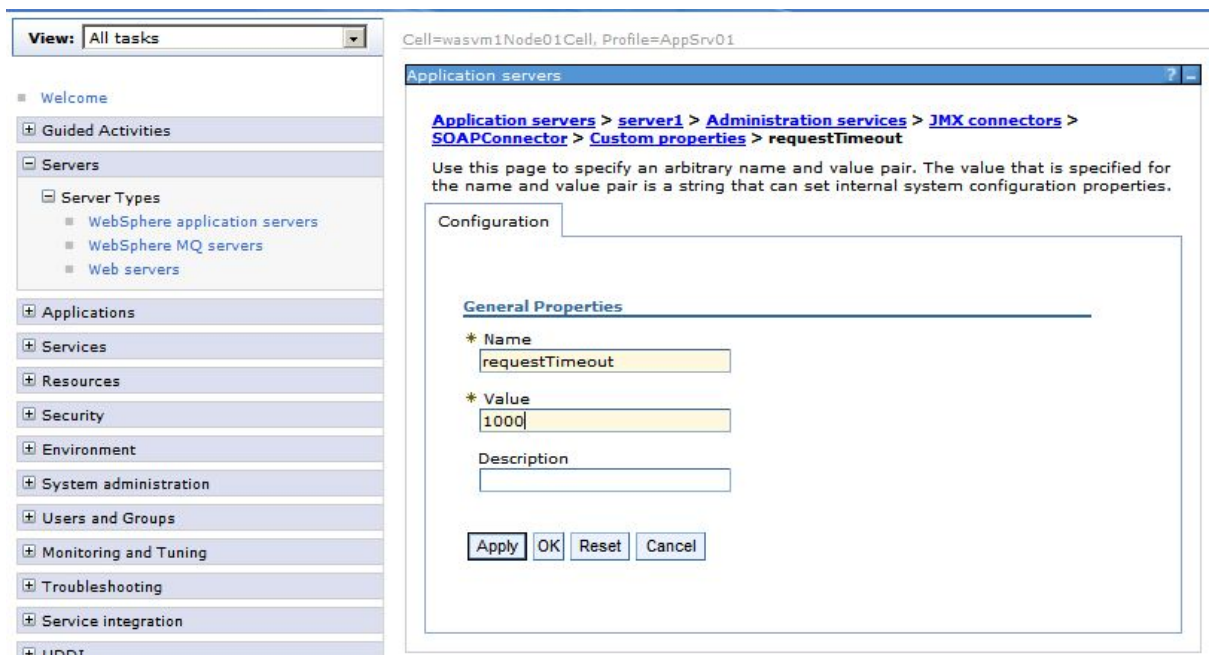 View: All tasks
Cell=wasvm1Node01Cell, Profile=AppSrv01
Welcome
Guided Activities
Servers
Server Types
WebSphere application servers
WebSphere MQ servers
Web servers
Applications
Services
Resources
Security
Environment
System administration
Users and Groups
Monitoring and Tuning
Troubleshooting
Service integration
UDDI
Application servers ? -
Application servers > server1 > Administration services > JMX connectors >
SOAPConnector > Custom properties > requestTimeout
Use this page to specify an arbitrary name and value pair. The value that is specified for
the name and value pair is a string that can set internal system configuration properties.
Configuration
General Properties
* Name
requestTimeout
* Value
1000
Description
Apply OK Reset Cancel